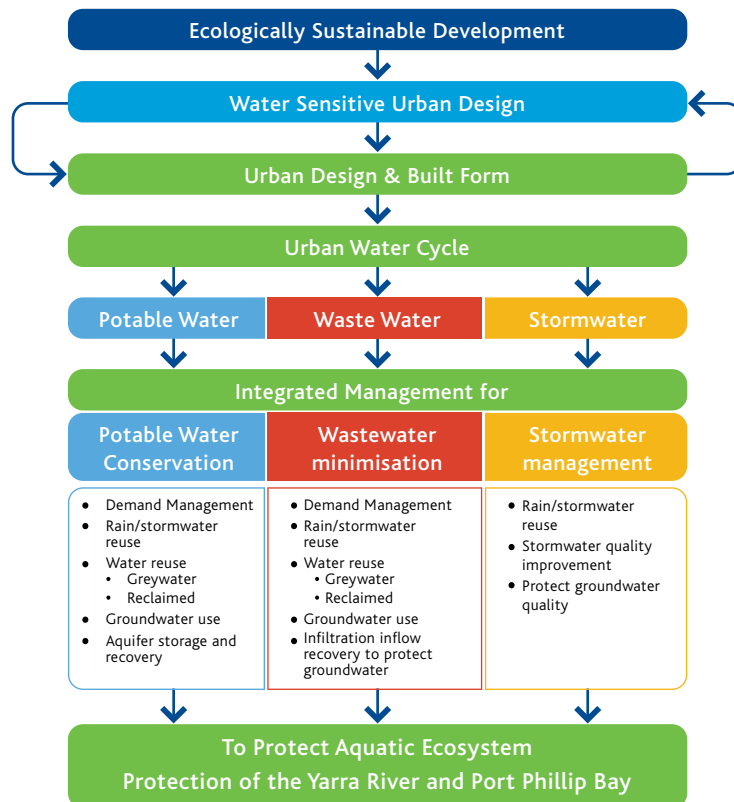 Ecologically Sustainable Development
Water Sensitive Urban Design
Urban Design & Built Form
Urban Water Cycle
Potable Water
Waste Water
Stormwater
Integrated Management for
Potable Water
Conservation
Wastewater
minimisation
Stormwater
management
• Demand Management
• Rain/stormwater
reuse
• Water reuse
• Greywater
• Reclaimed
• Groundwater use
• Aquifer storage and
recovery
• Demand Management
• Rain/stormwater
reuse
• Water reuse
• Greywater
• Reclaimed
• Groundwater use
• Infiltration inflow
recovery to protect
groundwater
• Rain/stormwater
reuse
• Stormwater quality
improvement
• Protect groundwater
quality
To Protect Aquatic Ecosystem
Protection of the Yarra River and Port Phillip Bay